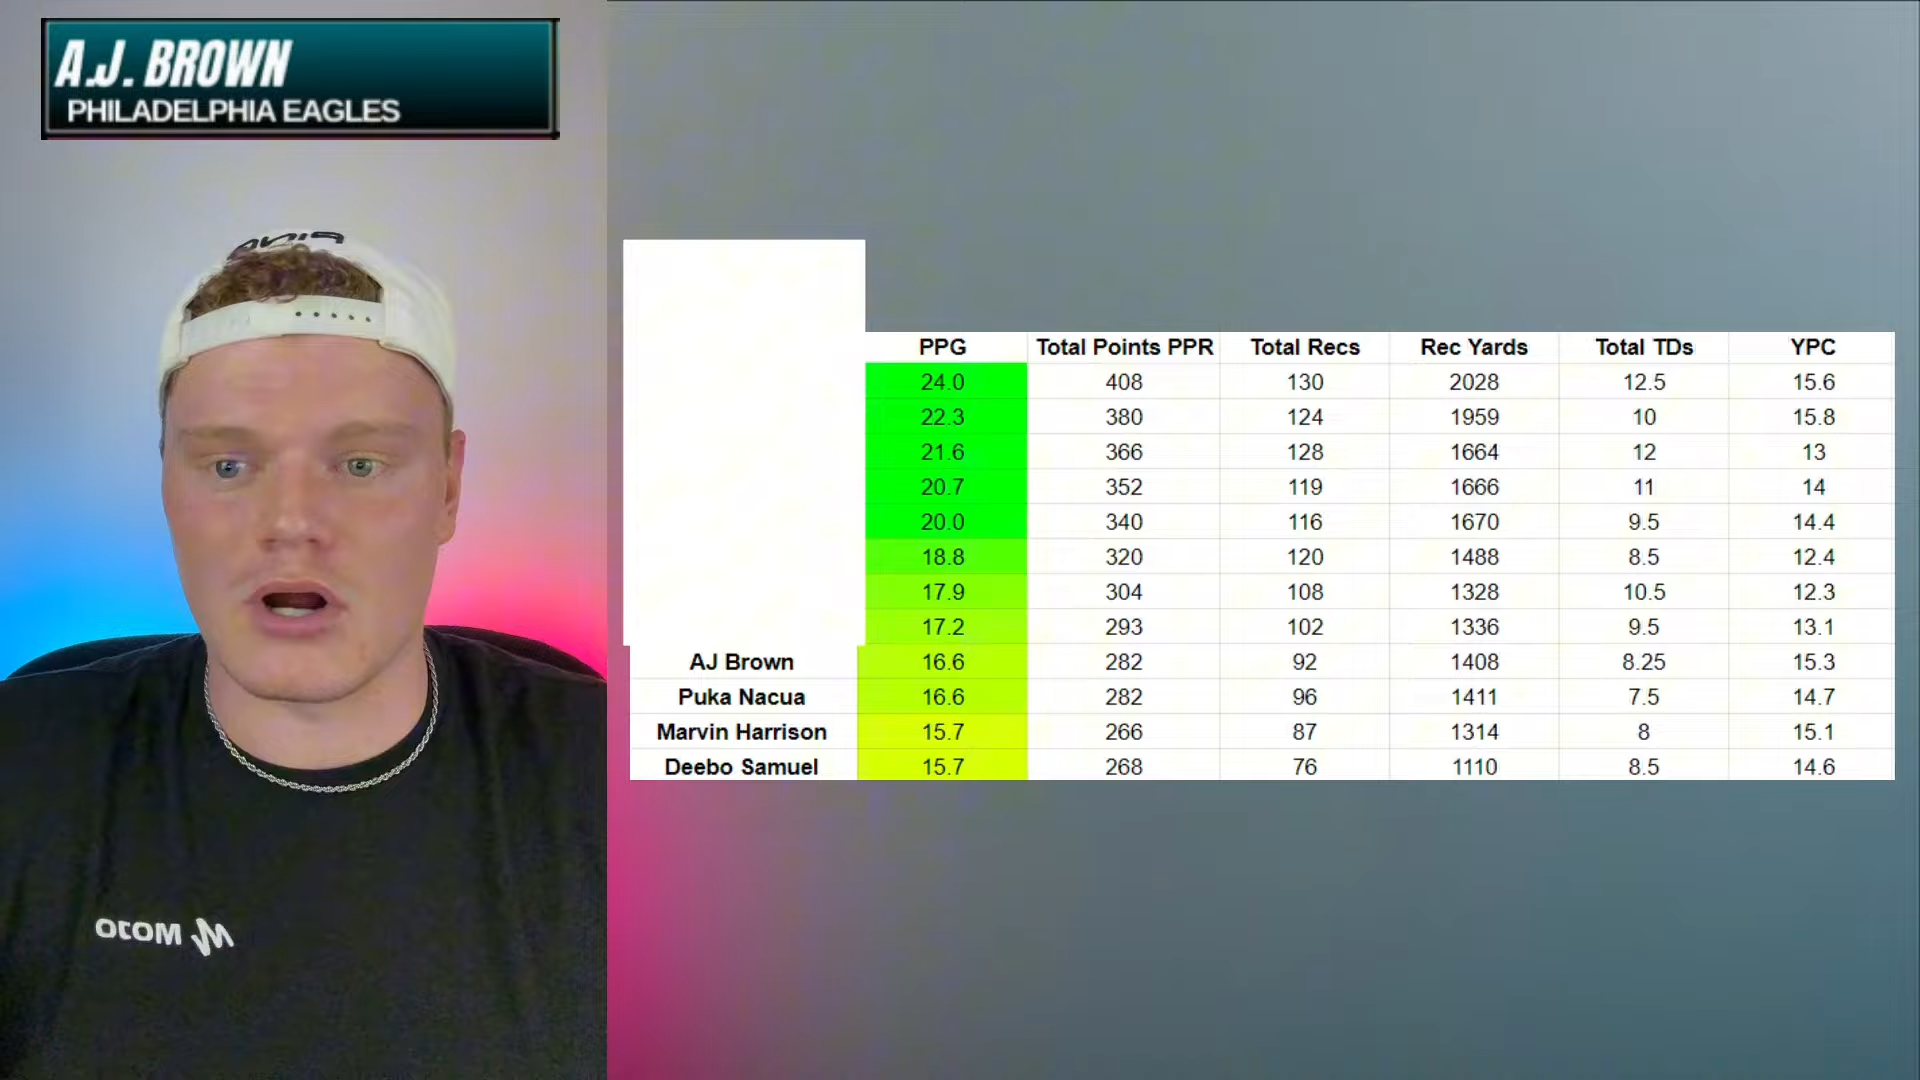 A.J. BROWN
PHILADELPHIA EAGLES
PPG Total Points PPR Total Recs Rec Yards Total TDs YPC
24.0 408 130 2028 12.5 15.6
22.3 380 124 1959 10 15.8
21.6 366 128 1664 12 13
20.7 352 119 1666 11 14
20.0 340 116 1670 9.5 14.4
18.8 320 120 1488 8.5 12.4
17.9 304 108 1328 10.5 12.3
17.2 293 102 1336 9.5 13.1
AJ Brown 16.6 282 92 1408 8.25 15.3
Puka Nacua 16.6 282 96 1411 7.5 14.7
Marvin Harrison 15.7 266 87 1314 8 15.1
Deebo Samuel 15.7 268 76 1110 8.5 14.6
MOJO